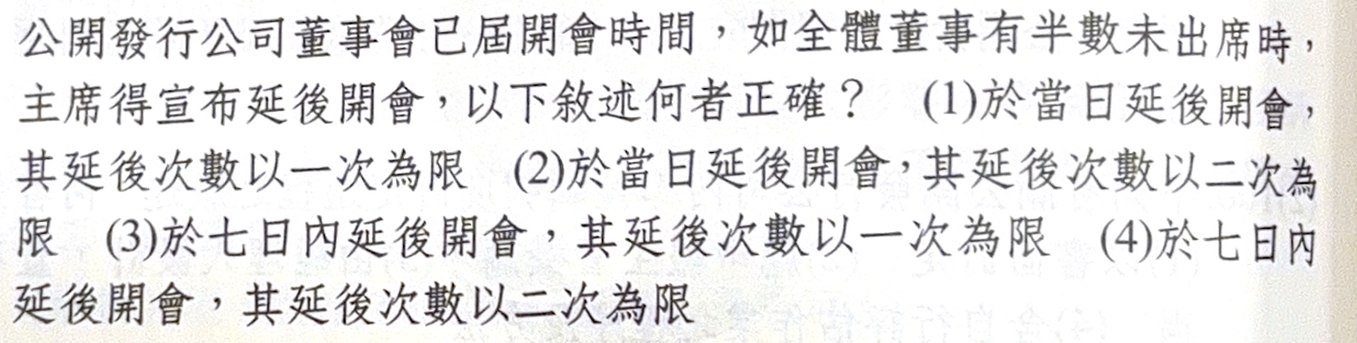 公開發行公司董事會已屆開會時間，如全體董事有半數未出席時，
主席得宣布延後開會，以下敘述何者正確？ (1)於當日延後開會，
其延後次數以一次為限 (2)於當日延後開會，其延後次數以二次為
限 (3)於七日內延後開會，其延後次數以一次為限 (4)於七日內
延後開會，其延後次數以二次為限